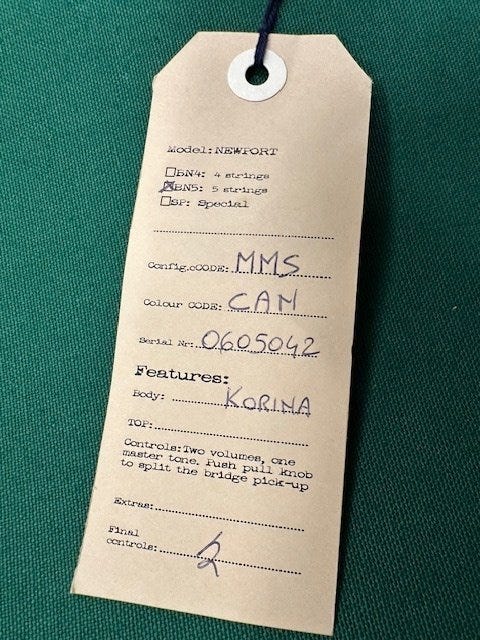 Model: NEWPORT
☐BN4: 4 strings
☒BN5: 5 strings
☐SP: Special
Config.cCODE: MMS
Colour CODE: CAN
Serial Nr: 0605042
Features:
Body: KORINA
TOP:
Controls: Two volumes, one
master tone. Push pull knob
to split the bridge pick-up
Extras:
Final
controls: